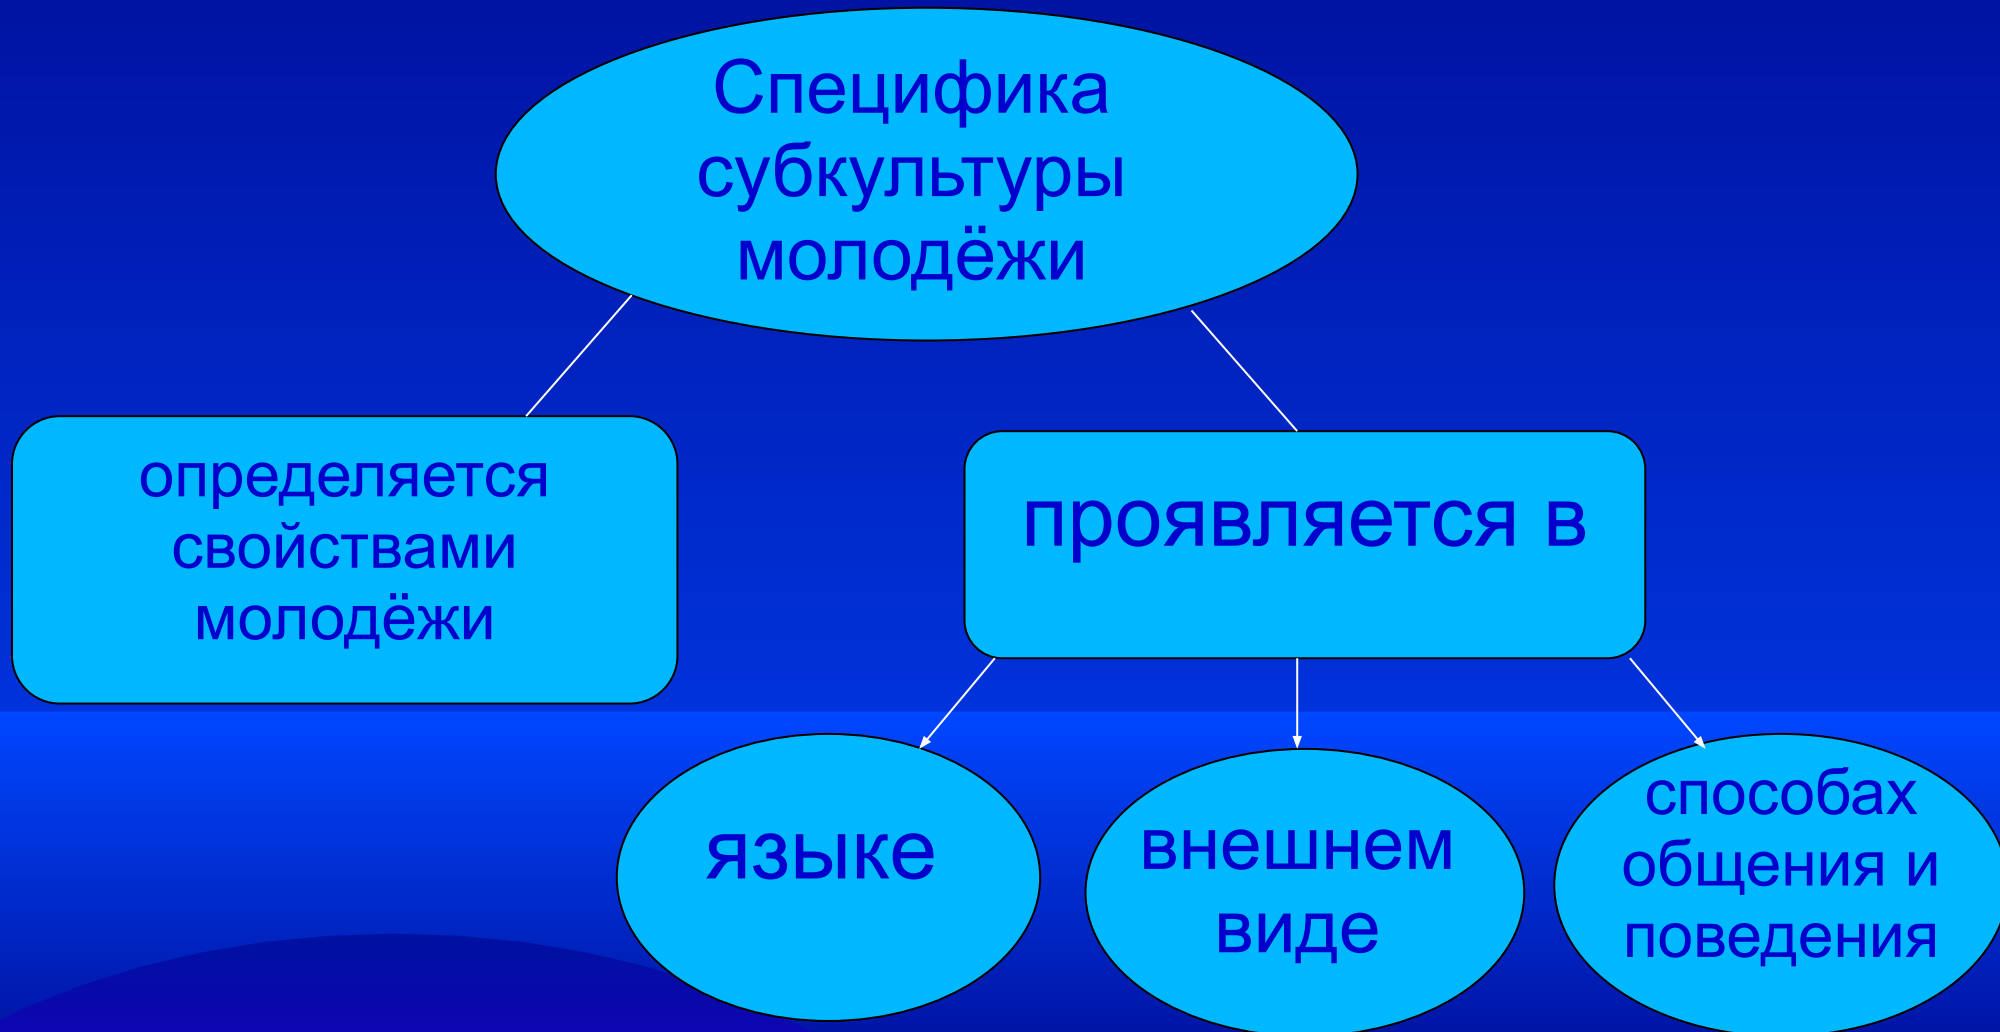 Специфика
субкультуры
молодёжи
определяется
свойствами
молодёжи
проявляется в
языке
внешнем
виде
способах
общения и
поведения